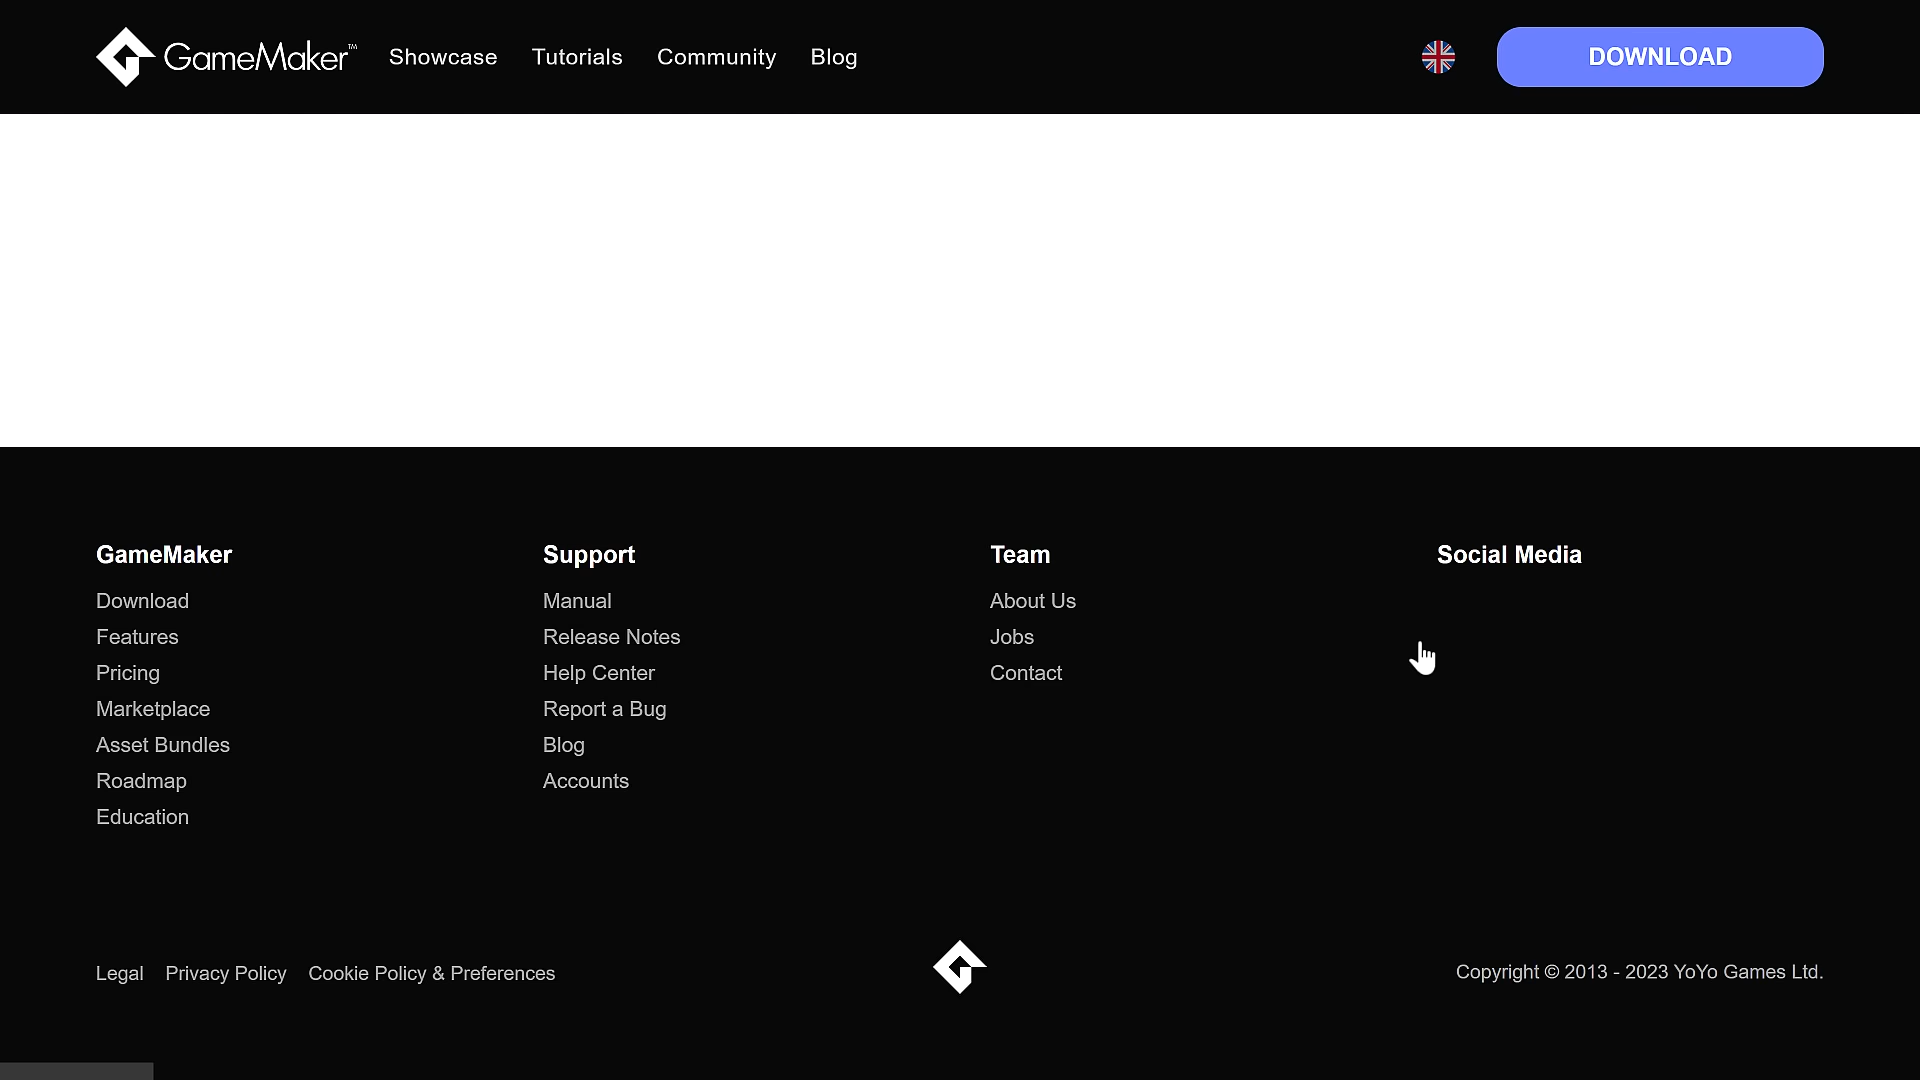 GameMaker™ Showcase Tutorials Community Blog DOWNLOAD
GameMaker
Download
Features
Pricing
Marketplace
Asset Bundles
Roadmap
Education
Support
Manual
Release Notes
Help Center
Report a Bug
Blog
Accounts
Team
About Us
Jobs
Contact
Social Media
Legal Privacy Policy Cookie Policy & Preferences
Copyright © 2013 - 2023 YoYo Games Ltd.